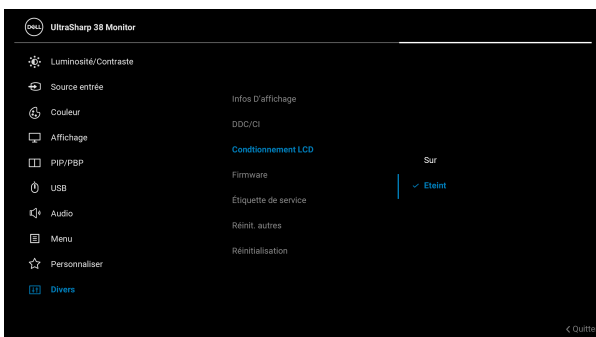 DELL UltraSharp 38 Monitor
Luminosité/Contraste
Source entrée
Couleur
Affichage
PIP/PBP
USB
Audio
Menu
Personnaliser
Divers
Infos D'affichage
DDC/CI
Condtionnement LCD
Firmware
Étiquette de service
Réinit. autres
Réinitialisation
Sur
Eteint
Quitte